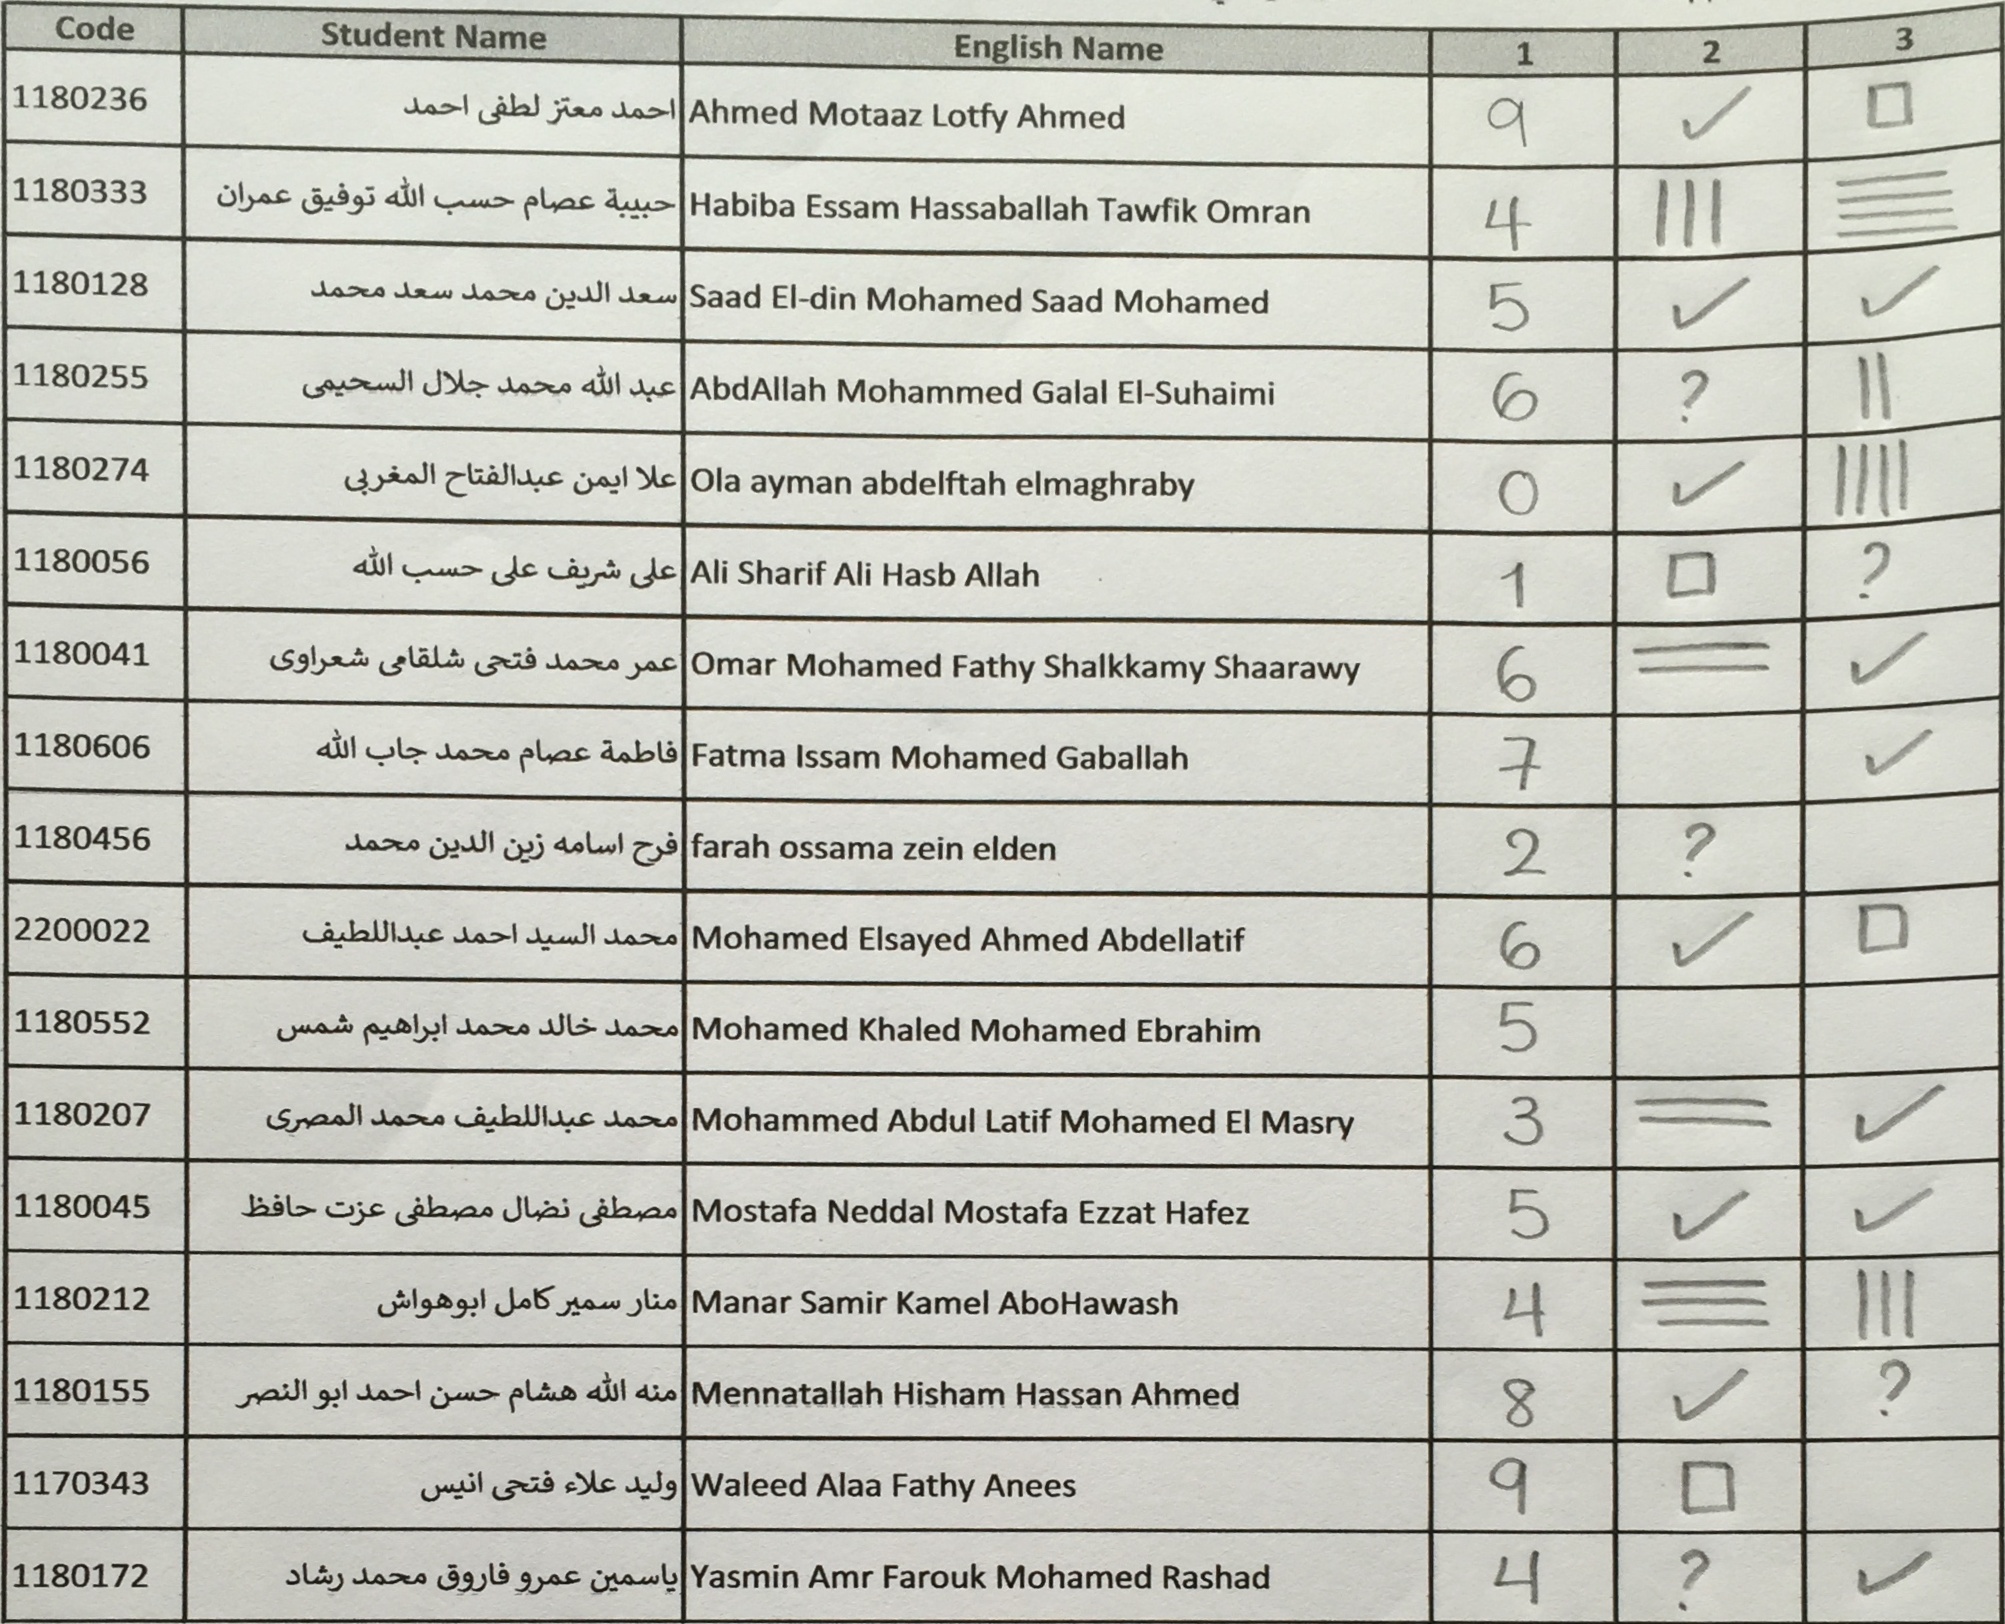 Code Student Name English Name 1 2 3
1180236 احمد معتز لطفى احمد Ahmed Motaaz Lotfy Ahmed 9 ✓ □
1180333 حبيبة عصام حسب الله توفيق عمران Habiba Essam Hassaballah Tawfik Omran 4 |||
1180128 سعد الدين محمد سعد محمد Saad El-din Mohamed Saad Mohamed 5 ✓ ✓
1180255 عبد الله محمد جلال السحيمى AbdAllah Mohammed Galal El-Suhaimi 6 ? ||
1180274 علا ايمن عبدالفتاح المغربى Ola ayman abdelftah elmaghraby 0 ✓ ||||
1180056 على شريف على حسب الله Ali Sharif Ali Hasb Allah 1 □ ?
1180041 عمر محمد فتحى شلقامى شعراوى Omar Mohamed Fathy Shalkkamy Shaarawy 6 = ✓
1180606 فاطمة عصام محمد جاب الله Fatma Issam Mohamed Gaballah 7 ✓
1180456 فرح اسامه زين الدين محمد farah ossama zein elden 2 ?
2200022 محمد السيد احمد عبداللطيف Mohamed Elsayed Ahmed Abdellatif 6 ✓ □
1180552 محمد خالد محمد ابراهيم شمس Mohamed Khaled Mohamed Ebrahim 5
1180207 محمد عبداللطيف محمد المصرى Mohammed Abdul Latif Mohamed El Masry 3 = ✓
1180045 مصطفى نضال مصطفى عزت حافظ Mostafa Neddal Mostafa Ezzat Hafez 5 ✓ ✓
1180212 منار سمير كامل ابوهواش Manar Samir Kamel AboHawash 4 ≡ |||
1180155 منه الله هشام حسن احمد ابو النصر Mennatallah Hisham Hassan Ahmed 8 ✓ ?
1170343 وليد علاء فتحى انيس Waleed Alaa Fathy Anees 9 □
1180172 ياسمين عمرو فاروق محمد رشاد Yasmin Amr Farouk Mohamed Rashad 4 ? ✓